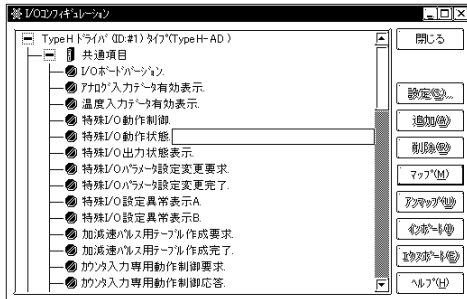 I/Oコンフィギュレーション
TypeH ドライバ (ID:#1) タイプ(TypeH-AD )
共通項目
I/Oボードバージョン.
アナログ入力データ有効表示.
温度入力データ有効表示.
特殊I/O動作制御.
特殊I/O動作状態.
特殊I/O出力状態表示.
特殊I/Oパラメータ設定変更要求.
特殊I/Oパラメータ設定変更完了.
特殊I/O設定異常表示A.
特殊I/O設定異常表示B.
加減速パルス用テーブル作成要求.
加減速パルス用テーブル作成完了.
カウンタ入力専用動作制御要求.
カウンタ入力専用動作制御応答.
閉じる
設定(S)...
追加(A)
削除(D)
マップ(M)
アンマップ(U)
インポート(I)
エクスポート(E)
ヘルプ(H)